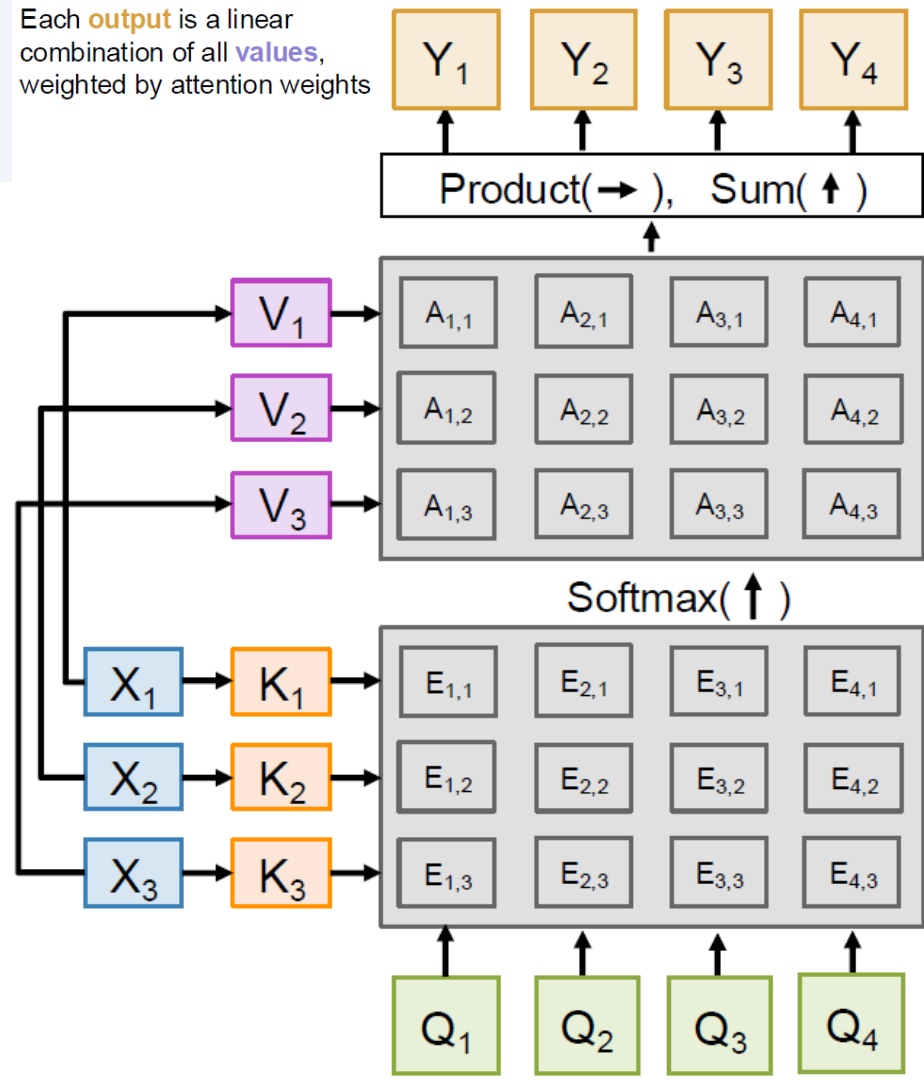 Each output is a linear
combination of all values,
weighted by attention weights
Y1 Y2 Y3 Y4
Product(→), Sum(↑)
V1 A1,1 A2,1 A3,1 A4,1
V2 A1,2 A2,2 A3,2 A4,2
V3 A1,3 A2,3 A3,3 A4,3
Softmax(↑)
X1 K1 E1,1 E2,1 E3,1 E4,1
X2 K2 E1,2 E2,2 E3,2 E4,2
X3 K3 E1,3 E2,3 E3,3 E4,3
Q1 Q2 Q3 Q4